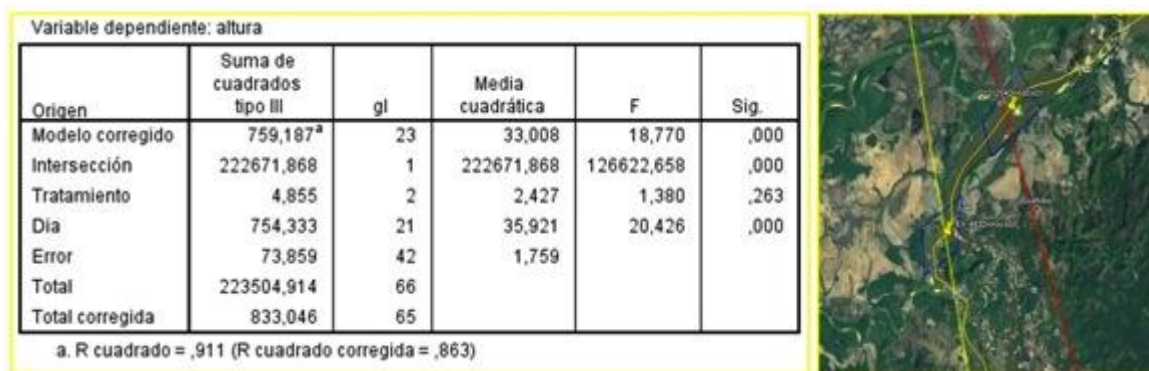 Variable dependiente: altura
Origen Suma de cuadrados tipo III gl Media cuadrática F Sig.
Modelo corregido 759,187a 23 33,008 18,770 ,000
Intersección 222671,868 1 222671,868 126622,658 ,000
Tratamiento 4,855 2 2,427 1,380 ,263
Dia 754,333 21 35,921 20,426 ,000
Error 73,859 42 1,759
Total 223504,914 66
Total corregida 833,046 65
a. R cuadrado = ,911 (R cuadrado corregida = ,863)